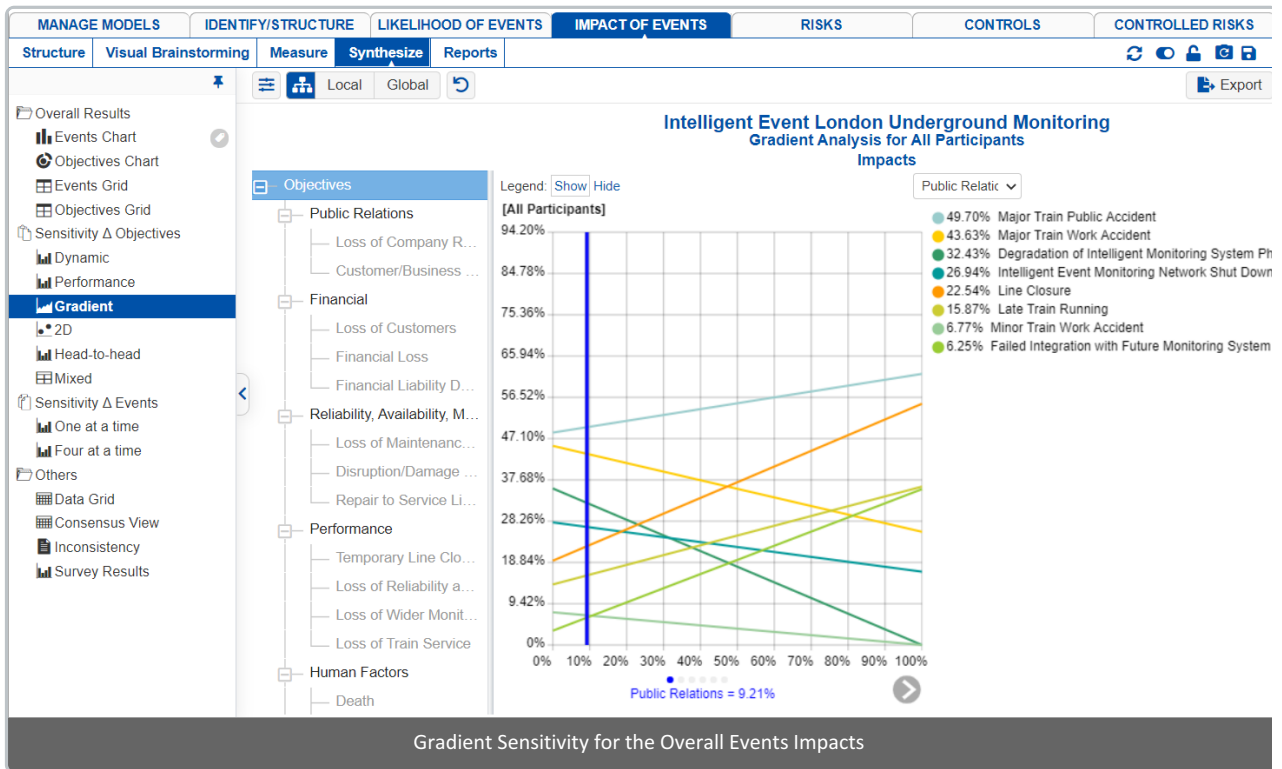 MANAGE MODELS IDENTIFY/STRUCTURE LIKELIHOOD OF EVENTS IMPACT OF EVENTS RISKS CONTROLS CONTROLLED RISKS
Structure Visual Brainstorming Measure Synthesize Reports
Local Global Export
Overall Results
Events Chart
Objectives Chart
Events Grid
Objectives Grid
Sensitivity Δ Objectives
Dynamic
Performance
Gradient
2D
Head-to-head
Mixed
Sensitivity Δ Events
One at a time
Four at a time
Others
Data Grid
Consensus View
Inconsistency
Survey Results
Intelligent Event London Underground Monitoring
Gradient Analysis for All Participants
Impacts
Objectives
Public Relations
Loss of Company R...
Customer/Business ...
Financial
Loss of Customers
Financial Loss
Financial Liability D...
Reliability, Availability, M...
Loss of Maintenanc...
Disruption/Damage ...
Repair to Service Li...
Performance
Temporary Line Clo...
Loss of Reliability a...
Loss of Wider Monit...
Loss of Train Service
Human Factors
Death
Legend: Show Hide
Public Relatic
[All Participants]
94.20%
84.78%
75.36%
65.94%
56.52%
47.10%
37.68%
28.26%
18.84%
9.42%
0%
0% 10% 20% 30% 40% 50% 60% 70% 80% 90% 100%
Public Relations = 9.21%
49.70% Major Train Public Accident
43.63% Major Train Work Accident
32.43% Degradation of Intelligent Monitoring System Ph
26.94% Intelligent Event Monitoring Network Shut Down
22.54% Line Closure
15.87% Late Train Running
6.77% Minor Train Work Accident
6.25% Failed Integration with Future Monitoring System
Gradient Sensitivity for the Overall Events Impacts